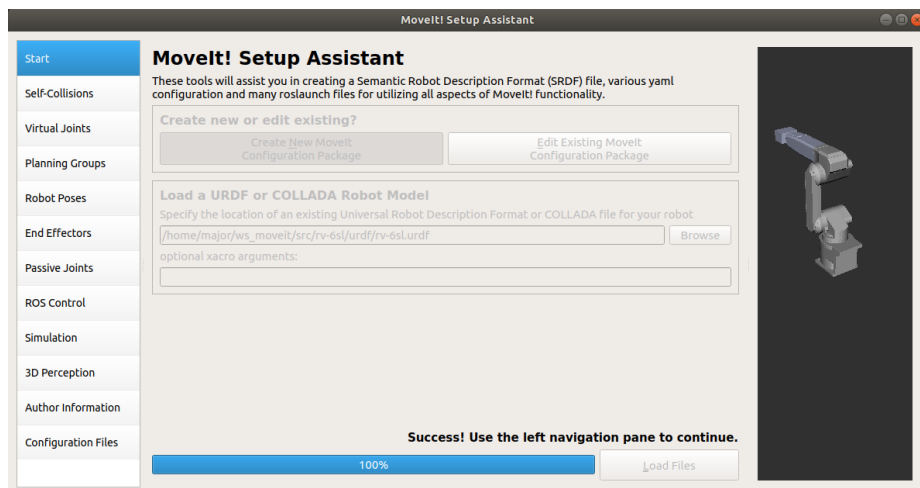 MoveIt! Setup Assistant
Start
Self-Collisions
Virtual Joints
Planning Groups
Robot Poses
End Effectors
Passive Joints
ROS Control
Simulation
3D Perception
Author Information
Configuration Files
MoveIt! Setup Assistant
These tools will assist you in creating a Semantic Robot Description Format (SRDF) file, various yaml
configuration and many roslaunch files for utilizing all aspects of MoveIt! functionality.
Create new or edit existing?
Create New MoveIt
Configuration Package
Edit Existing MoveIt
Configuration Package
Load a URDF or COLLADA Robot Model
Specify the location of an existing Universal Robot Description Format or COLLADA file for your robot
/home/major/ws_moveit/src/rv-6sl/urdf/rv-6sl.urdf
Browse
optional xacro arguments:
Success! Use the left navigation pane to continue.
100%
Load Files